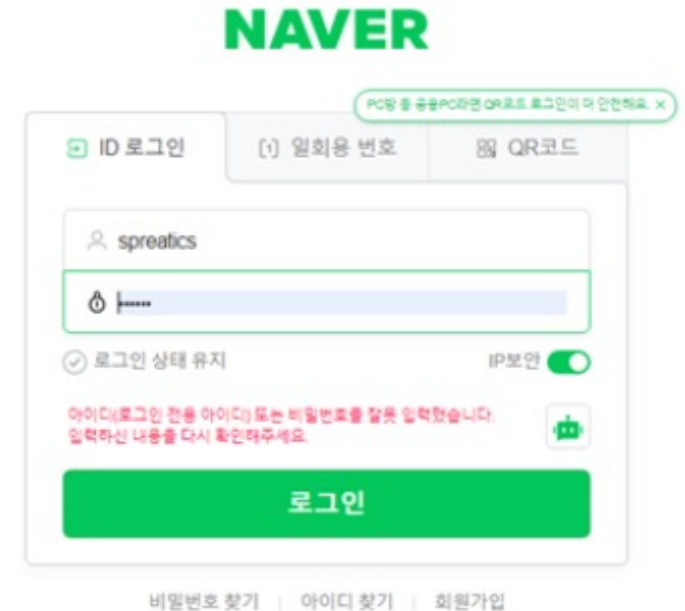 NAVER
PC방 등 공용PC라면 QR코드 로그인이 더 안전해요. ×
ID 로그인
[1] 일회용 번호
QR코드
spreatics
••••••
로그인 상태 유지
IP보안
아이디(로그인 전용 아이디) 또는 비밀번호를 잘못 입력했습니다.
입력하신 내용을 다시 확인해주세요.
로그인
비밀번호 찾기 | 아이디 찾기 | 회원가입